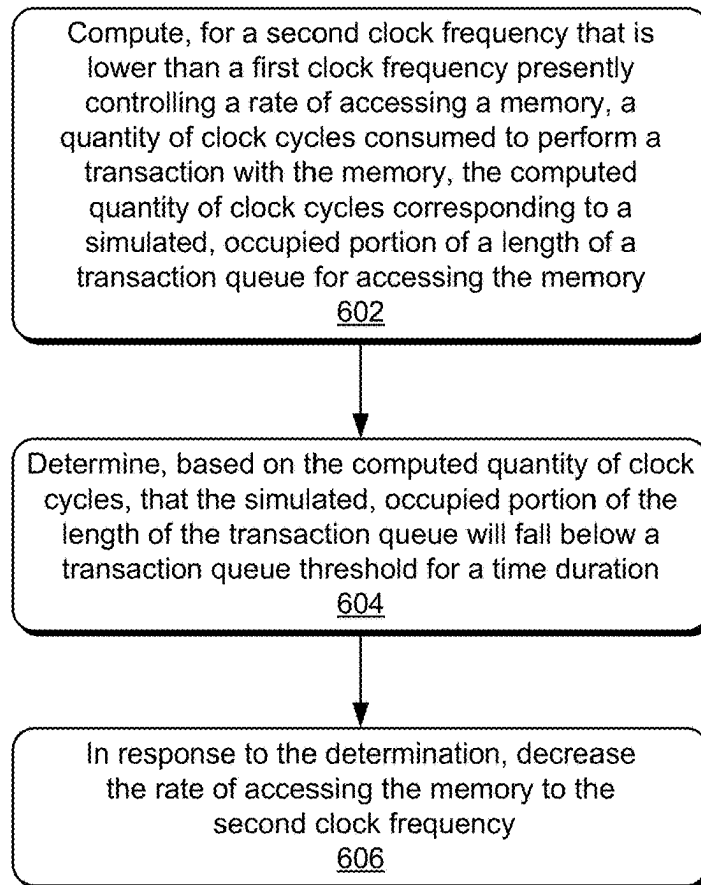 Compute, for a second clock frequency that is
lower than a first clock frequency presently
controlling a rate of accessing a memory, a
quantity of clock cycles consumed to perform a
transaction with the memory, the computed
quantity of clock cycles corresponding to a
simulated, occupied portion of a length of a
transaction queue for accessing the memory
602
Determine, based on the computed quantity of clock
cycles, that the simulated, occupied portion of the
length of the transaction queue will fall below a
transaction queue threshold for a time duration
604
In response to the determination, decrease
the rate of accessing the memory to the
second clock frequency
606